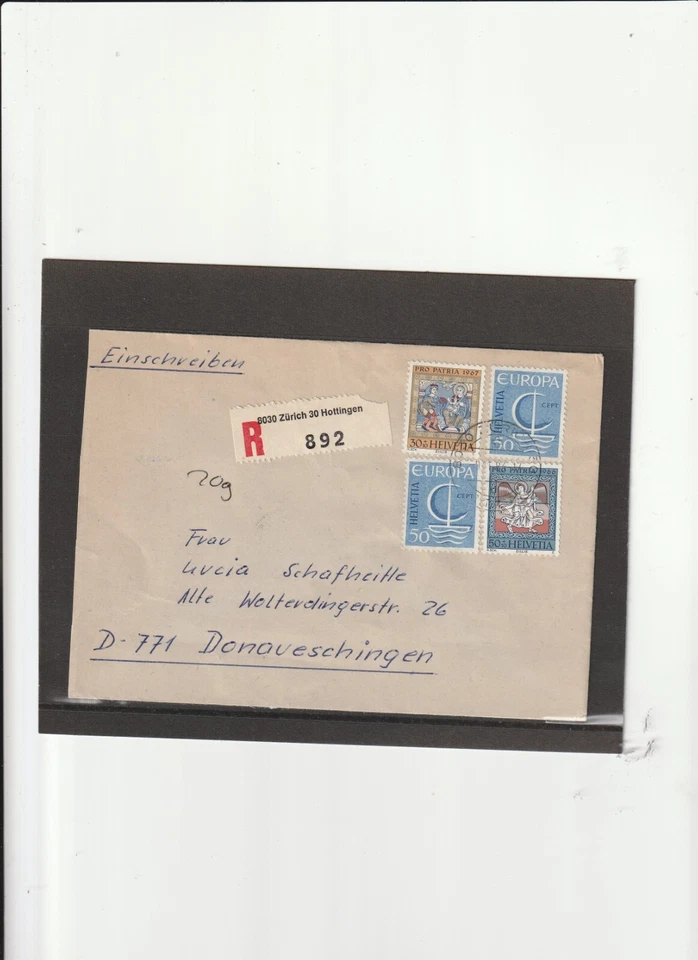 Einschreiben
8030 Zürich 30 Hottingen
R
892
20g
PRO PATRIA 1967
30+10 HELVETIA
EUROPA
HELVETIA
CEPT
50
EUROPA
HELVETIA
CEPT
50
PRO PATRIA 1966
50+20 HELVETIA
Frau
Lucia Schafheitle
Alte Wolterdingerstr. 26
D-771 Donaueschingen